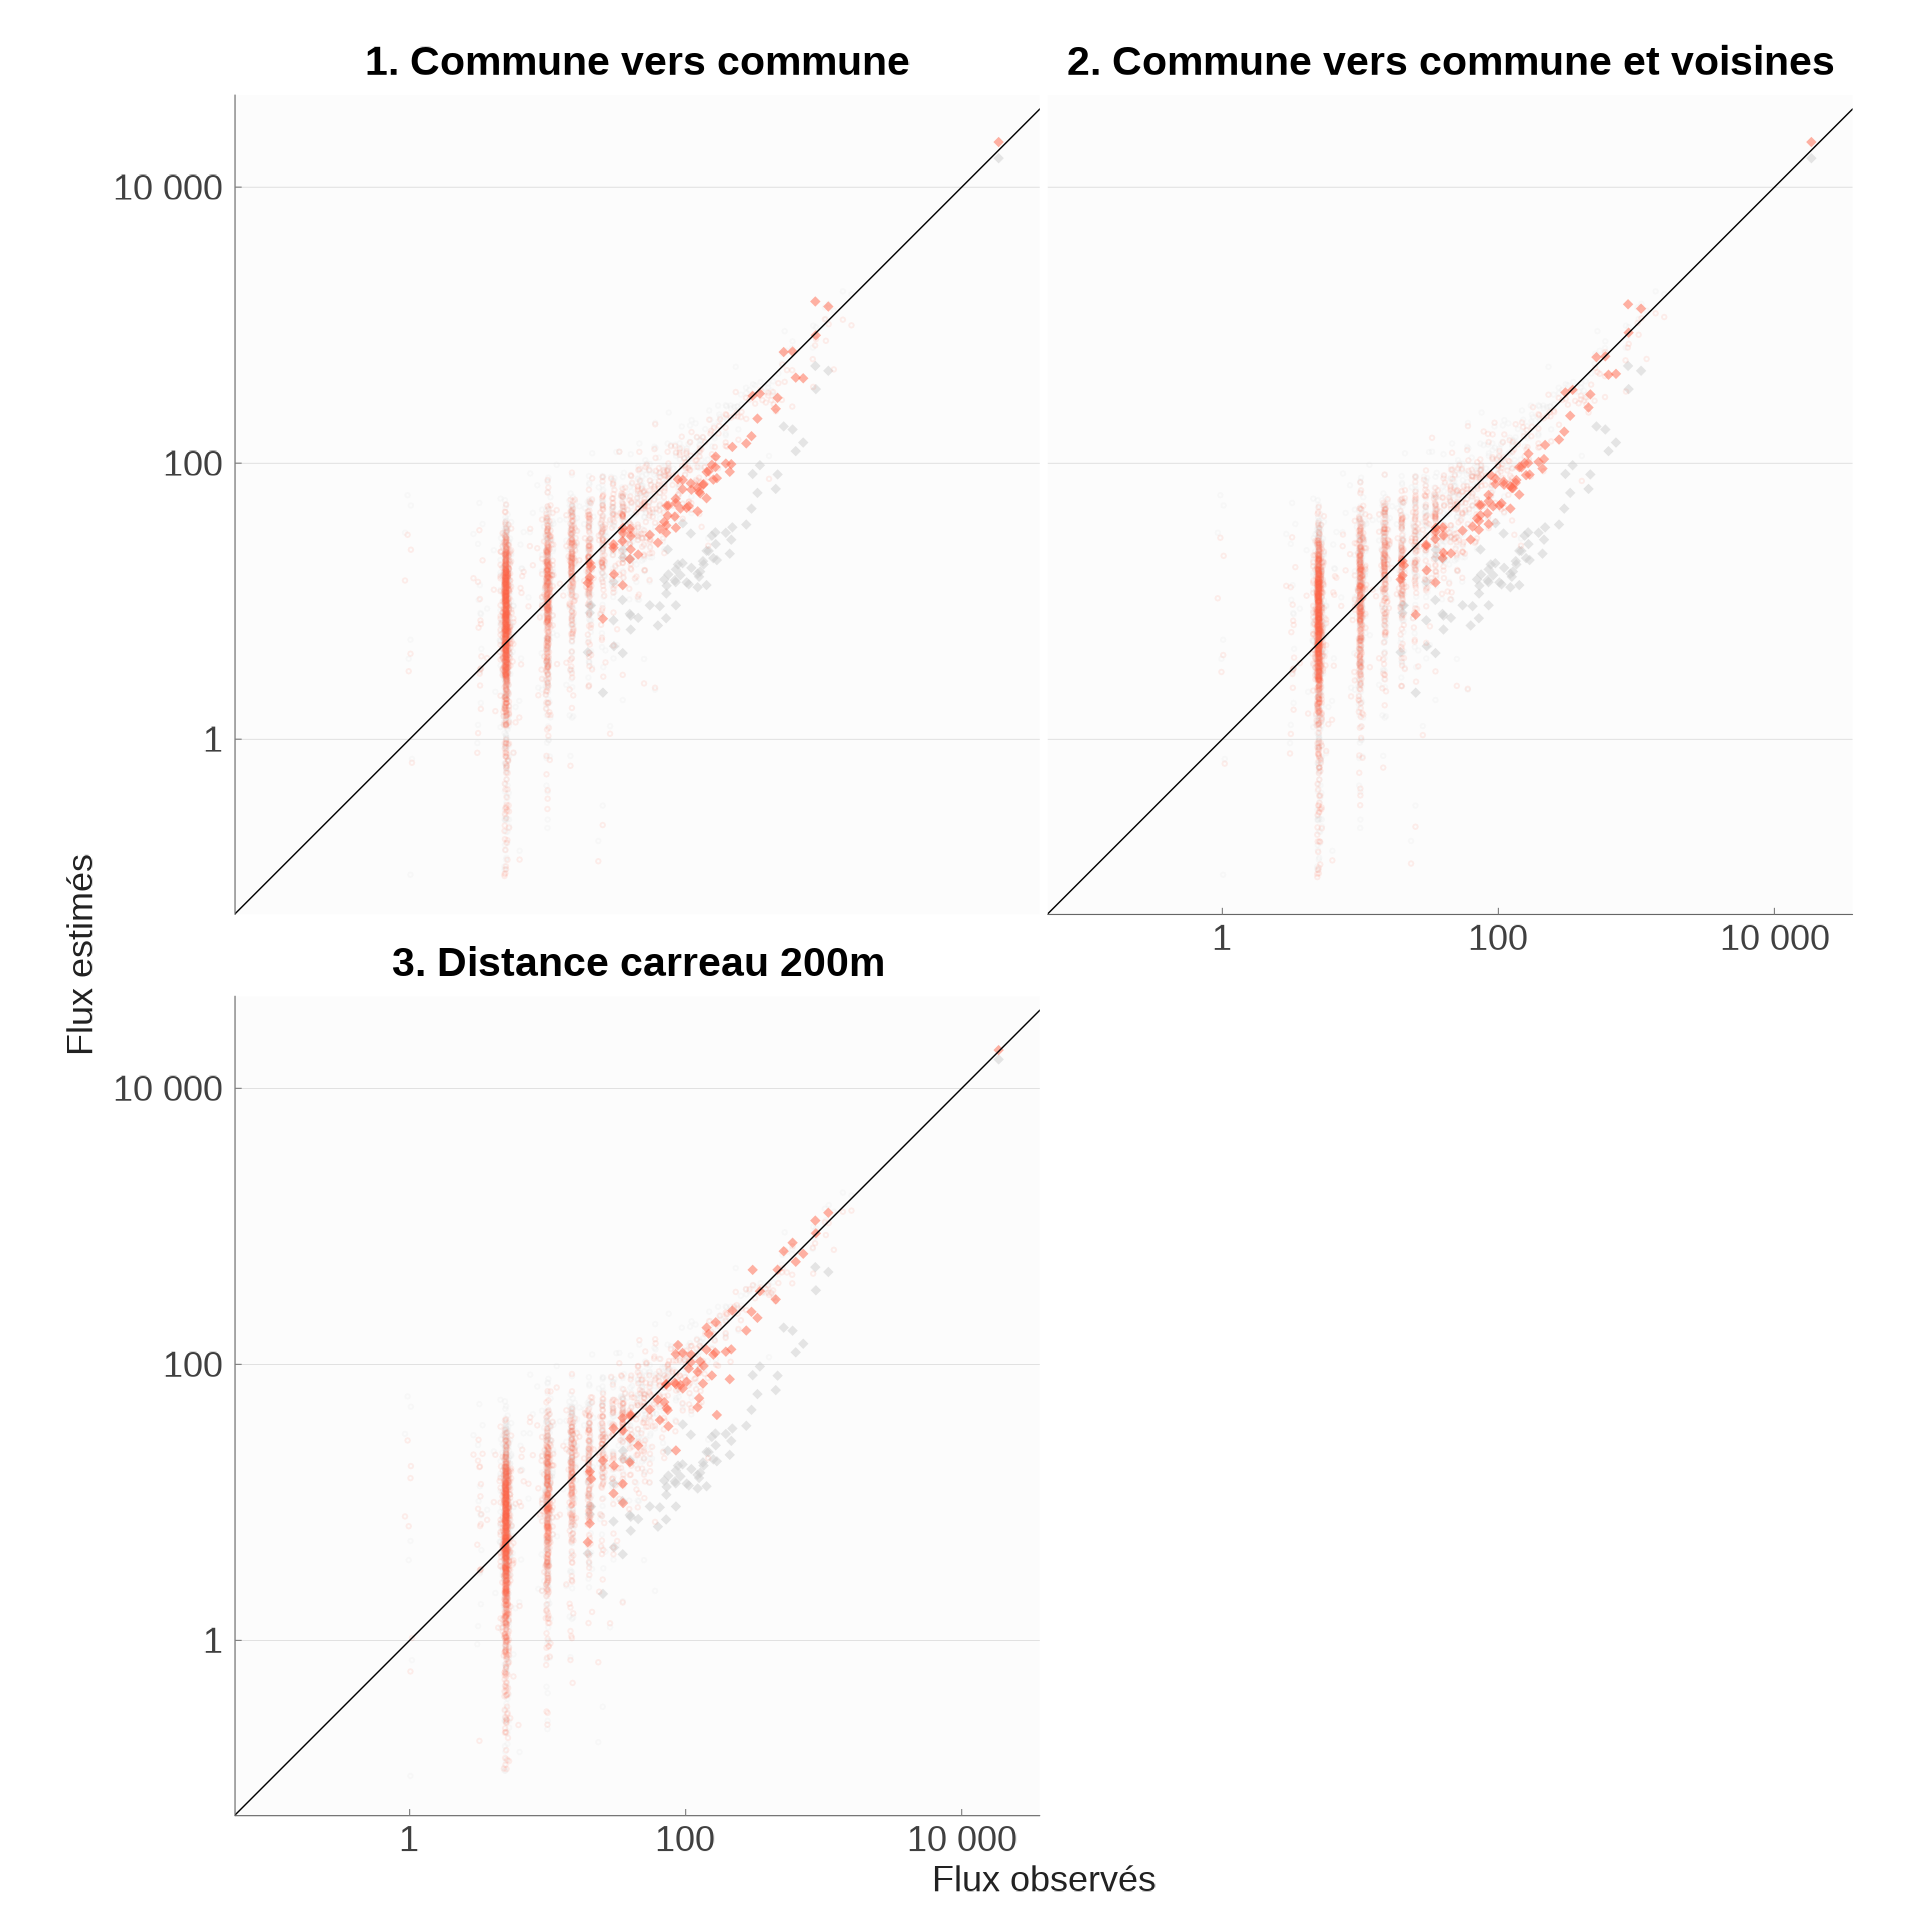 1. Commune vers commune
2. Commune vers commune et voisines
10 000
100
1
1
100
10 000
Flux estimés
3. Distance carreau 200m
10 000
100
1
1
100
10 000
Flux observés